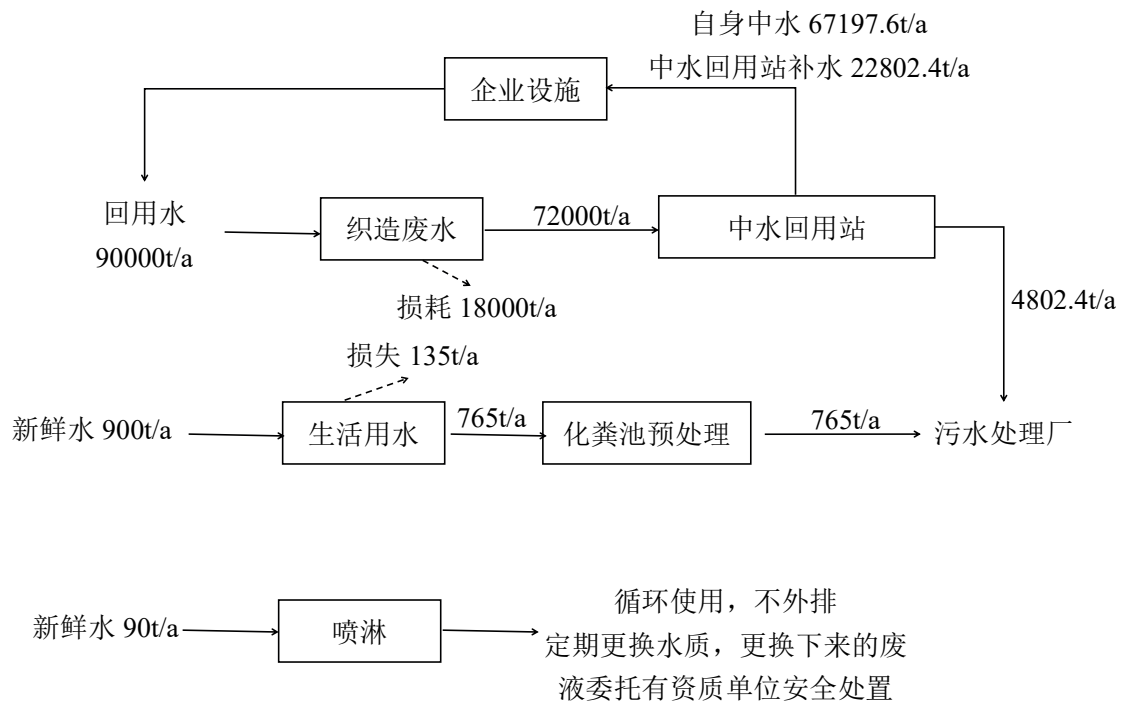 自身中水 67197.6t/a
中水回用站补水 22802.4t/a
企业设施
回用水
90000t/a
织造废水
72000t/a
中水回用站
损耗 18000t/a
4802.4t/a
损失 135t/a
新鲜水 900t/a
生活用水
765t/a
化粪池预处理
765t/a
污水处理厂
新鲜水 90t/a
喷淋
循环使用，不外排
定期更换水质，更换下来的废
液委托有资质单位安全处置